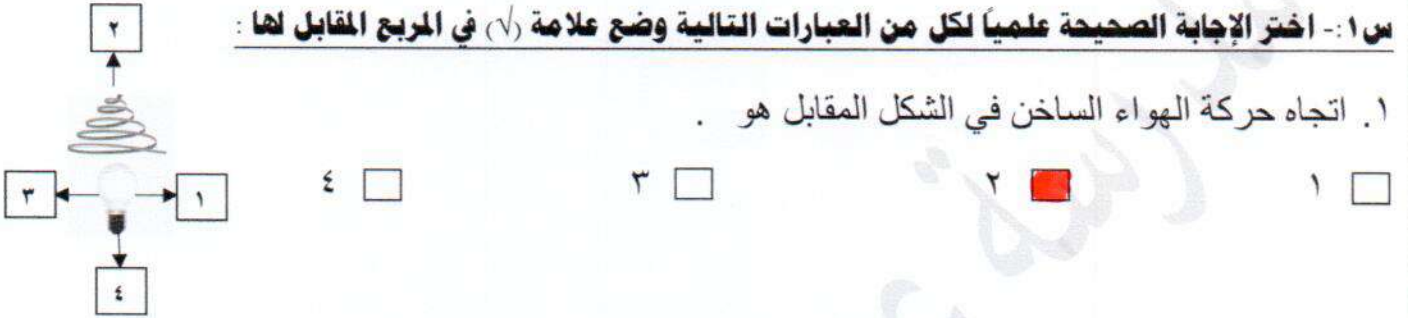 س١:- اختر الإجابة الصحيحة علمياً لكل من العبارات التالية وضع علامة (√) في المربع المقابل لها :
١. اتجاه حركة الهواء الساخن في الشكل المقابل هو .
١ ٢ ٣ ٤
٢
٣ ١
٤